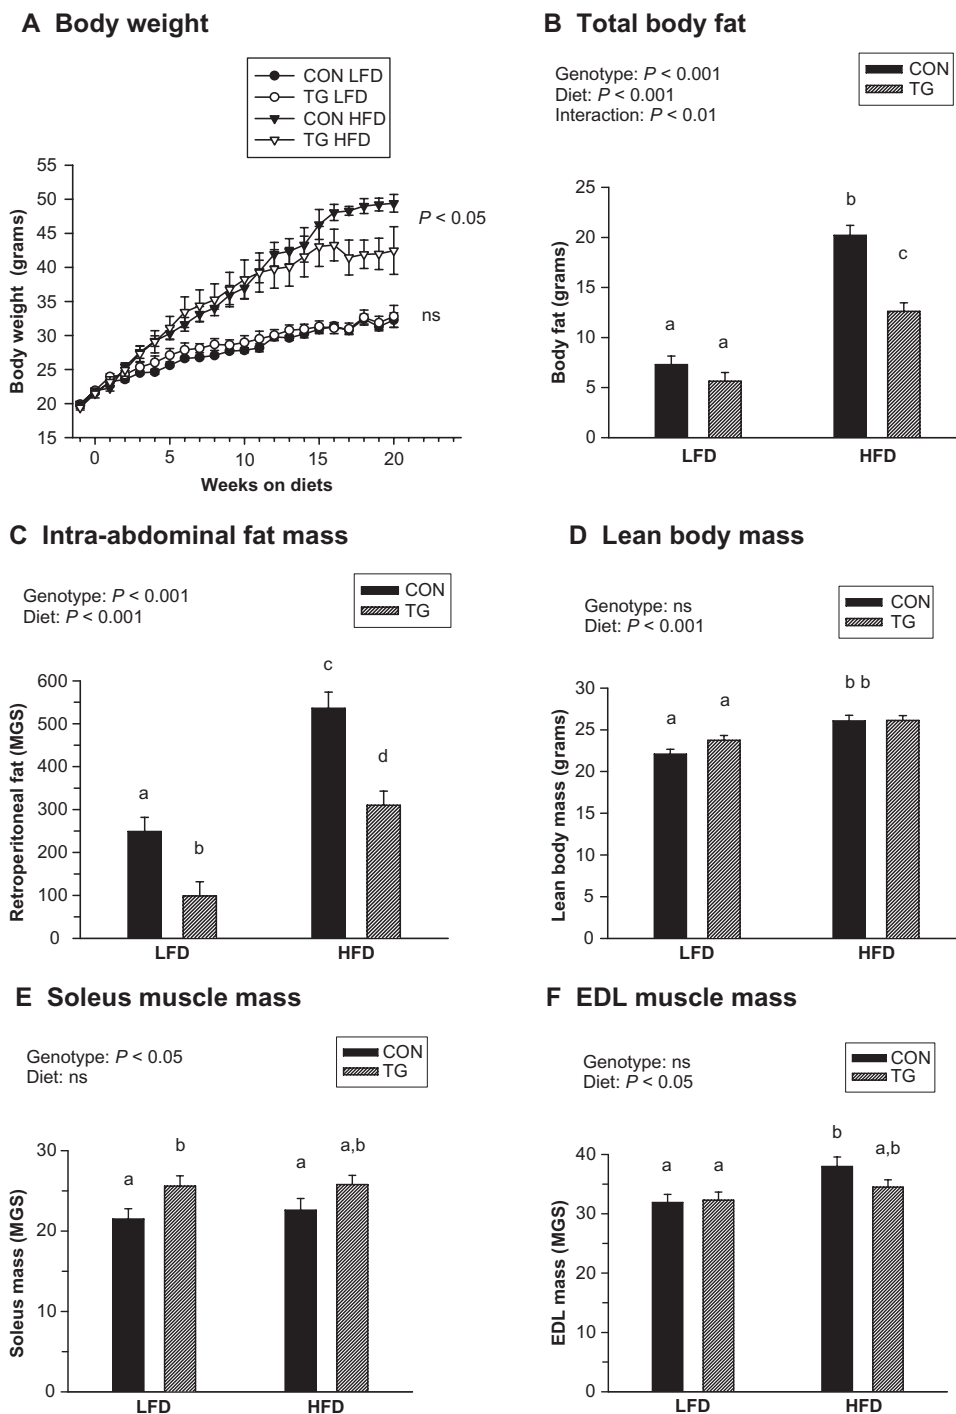 A Body weight
CON LFD
TG LFD
CON HFD
TG HFD
55
50
45
40
35
30
25
20
15
Body weight (grams)
P < 0.05
ns
0
5
10
15
20
Weeks on diets
B Total body fat
Genotype: P < 0.001
Diet: P < 0.001
Interaction: P < 0.01
CON
TG
25
20
15
10
5
0
Body fat (grams)
a
a
b
c
LFD
HFD
C Intra-abdominal fat mass
Genotype: P < 0.001
Diet: P < 0.001
CON
TG
600
500
400
300
200
100
0
Retroperitoneal fat (MGS)
a
b
c
d
LFD
HFD
D Lean body mass
Genotype: ns
Diet: P < 0.001
CON
TG
30
25
20
15
10
5
0
Lean body mass (grams)
a
a
b b
LFD
HFD
E Soleus muscle mass
Genotype: P < 0.05
Diet: ns
CON
TG
30
20
10
0
Soleus mass (MGS)
a
b
a
a,b
LFD
HFD
F EDL muscle mass
Genotype: ns
Diet: P < 0.05
CON
TG
40
30
20
30
10
EDL mass (MGS)
a
a
b
a,b
LFD
HFD